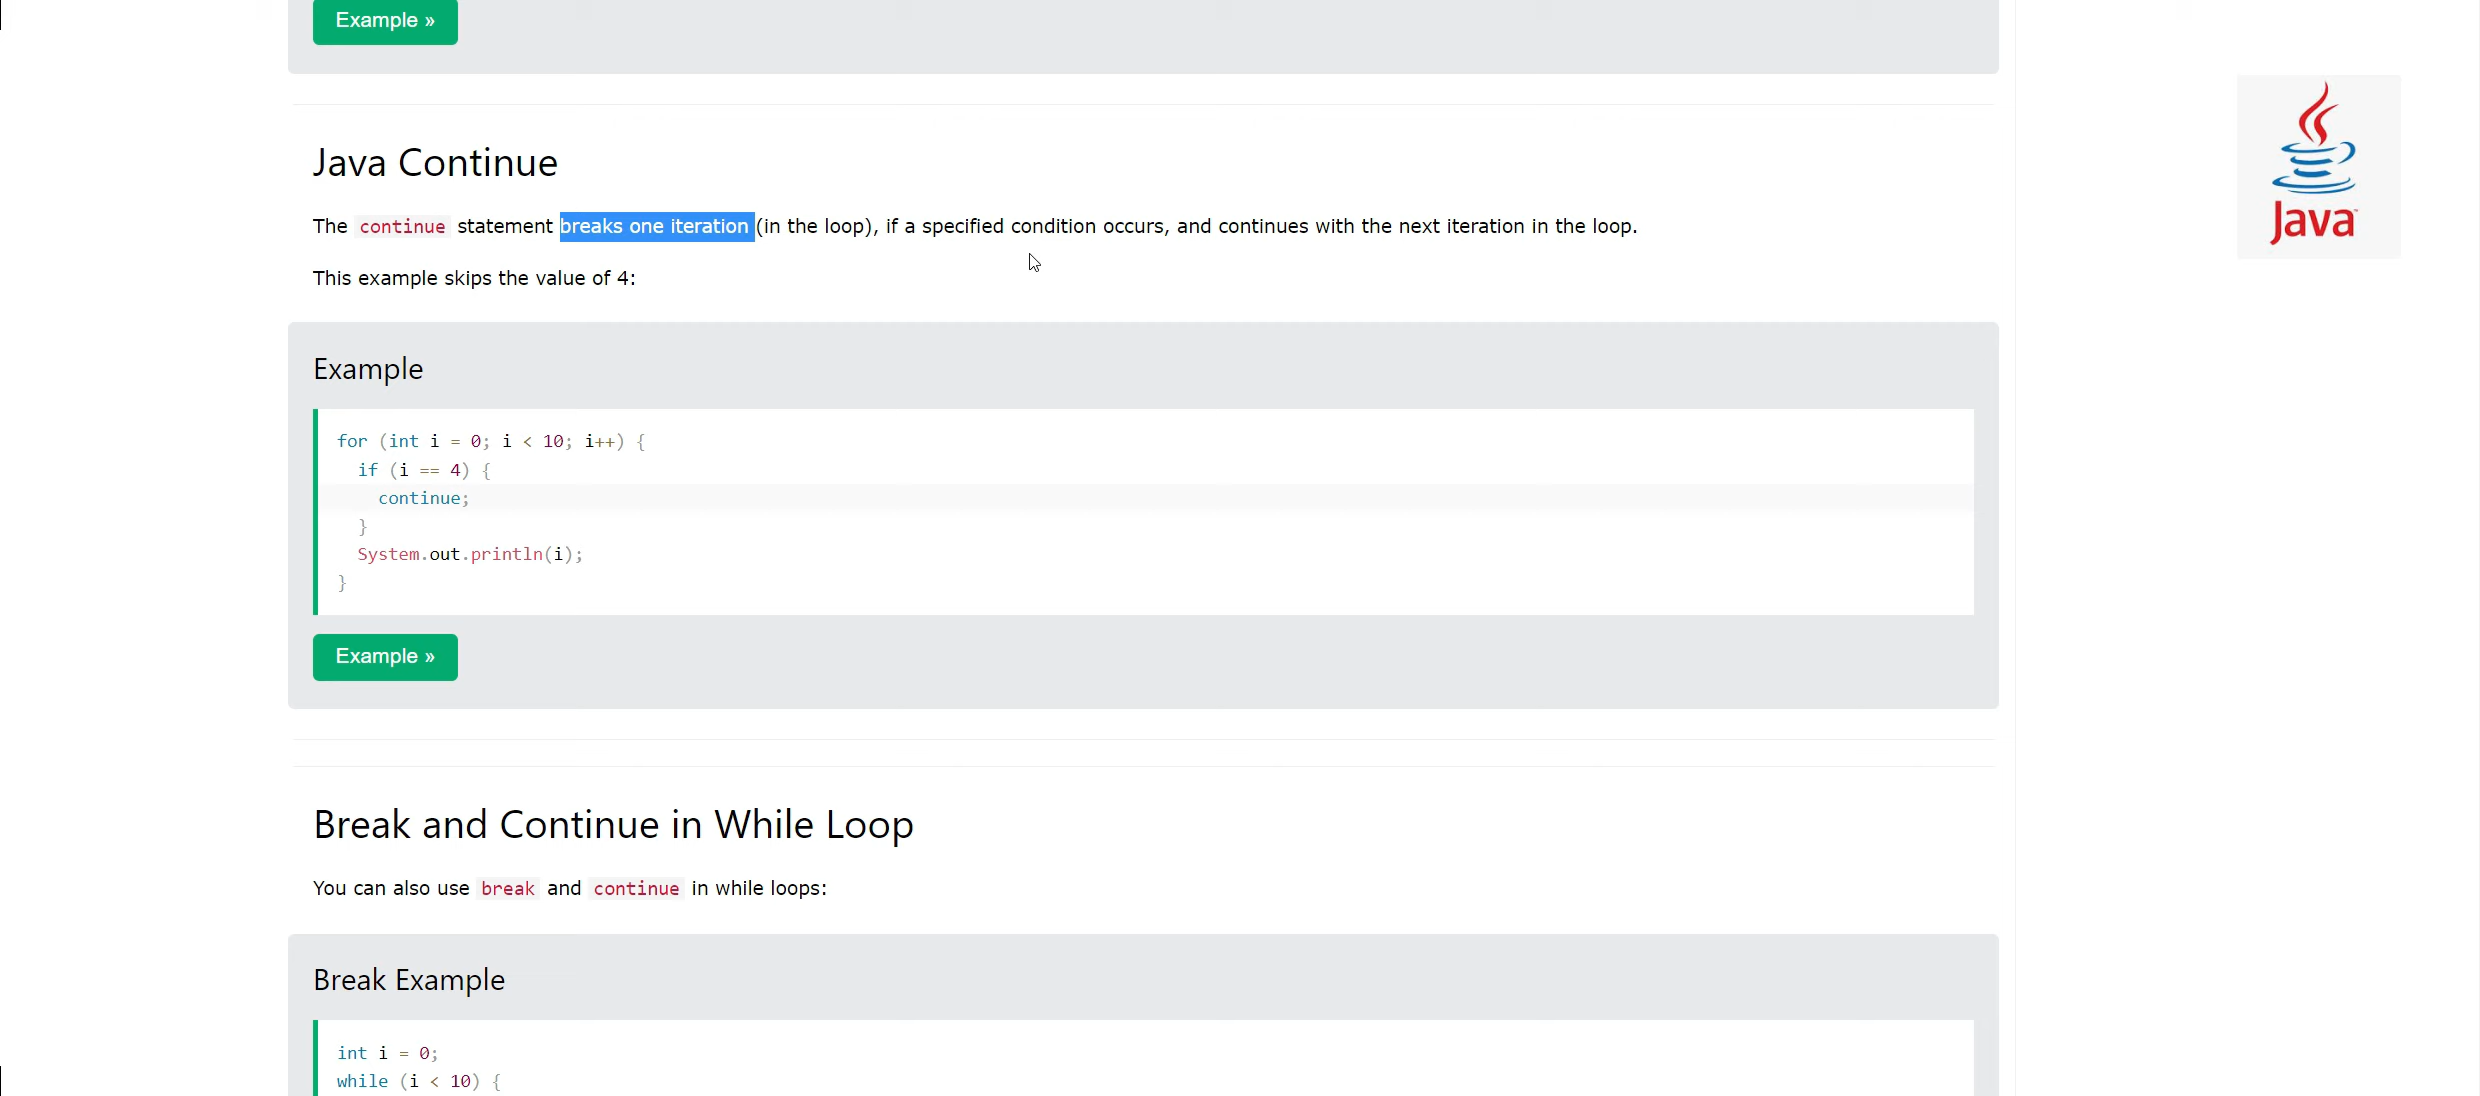 Example »
Java Continue
The continue statement breaks one iteration (in the loop), if a specified condition occurs, and continues with the next iteration in the loop.
This example skips the value of 4:
Example
for (int i = 0; i < 10; i++) {
  if (i == 4) {
    continue;
  }
  System.out.println(i);
}
Example »
Break and Continue in While Loop
You can also use break and continue in while loops:
Break Example
int i = 0;
while (i < 10) {
Java™